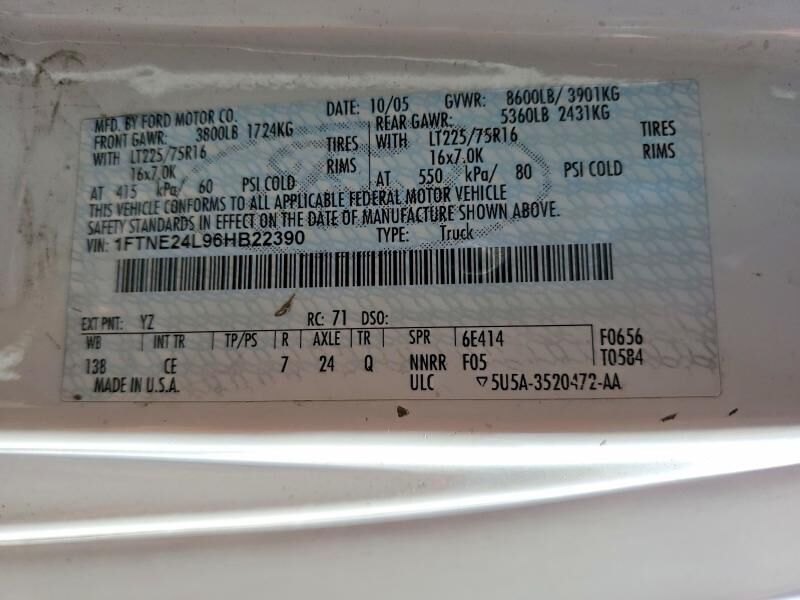 MFD. BY FORD MOTOR CO. DATE: 10/05 GVWR: 8600LB/ 3901KG
FRONT GAWR: 3800LB 1724KG REAR GAWR: 5360LB 2431KG
WITH LT225/75R16 TIRES WITH LT225/75R16 TIRES
16x7.0K RIMS 16x7.0K RIMS
AT 415 kPa/ 60 PSI COLD AT 550 kPa/ 80 PSI COLD
THIS VEHICLE CONFORMS TO ALL APPLICABLE FEDERAL MOTOR VEHICLE
SAFETY STANDARDS IN EFFECT ON THE DATE OF MANUFACTURE SHOWN ABOVE.
VIN: 1FTNE24L96HB22390 TYPE: Truck
EXT PNT: YZ RC: 71 DSO:
WB INT TR TP/PS R AXLE TR SPR 6E414 F0656
138 CE 7 24 Q NNRR F05 T05B4
MADE IN U.S.A. ULC ▽5U5A-3520472-AA